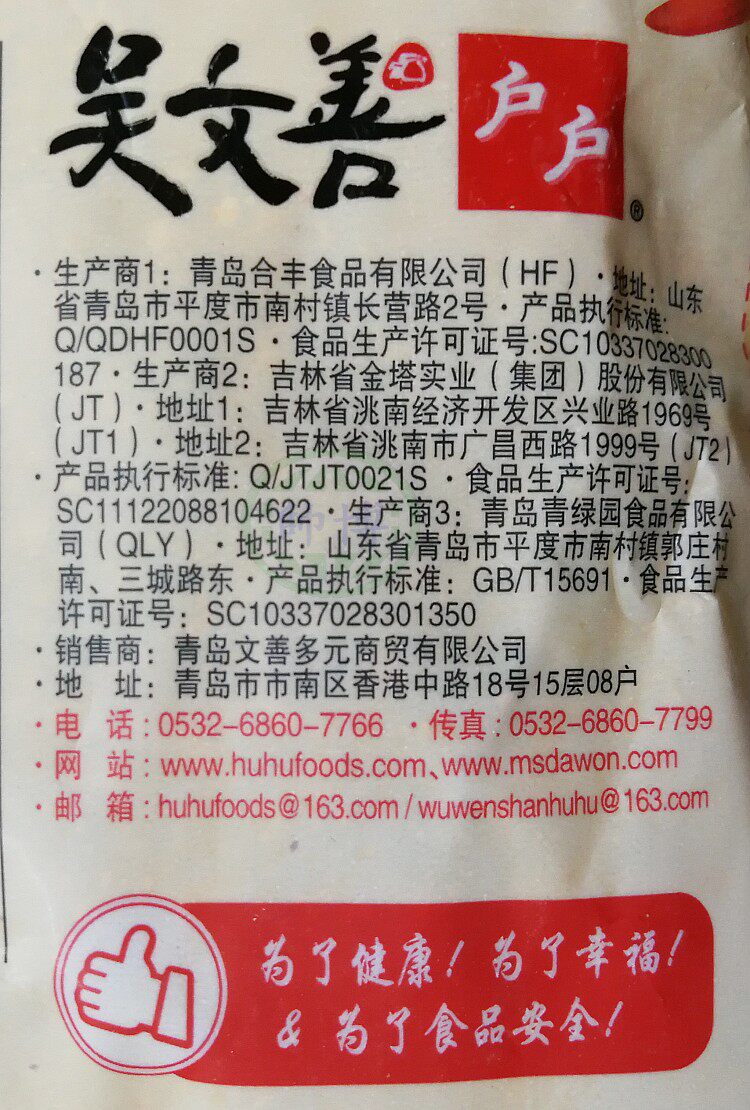 吴文善
户户
®
·生产商1：青岛合丰食品有限公司（HF）·地址：山东
省青岛市平度市南村镇长营路2号·产品执行标准:
Q/QDHF0001S·食品生产许可证号:SC10337028300
187·生产商2：吉林省金塔实业（集团）股份有限公司
（JT）·地址1：吉林省洮南经济开发区兴业路1969号
（JT1）·地址2：吉林省洮南市广昌西路1999号（JT2）
·产品执行标准: Q/JTJT0021S·食品生产许可证号:
SC11122088104622·生产商3：青岛青绿园食品有限公
司（QLY）·地址：山东省青岛市平度市南村镇郭庄村
南、三城路东·产品执行标准：GB/T15691·食品生产
许可证号：SC10337028301350
·销售商：青岛文善多元商贸有限公司
·地 址：青岛市市南区香港中路18号15层08户
·电 话:0532-6860-7766 ·传真:0532-6860-7799
·网 站:www.huhufoods.com、www.msdawon.com
·邮 箱:huhufoods@163.com/wuwenshanhuhu@163.com
为了健康！为了幸福！
&为了食品安全！